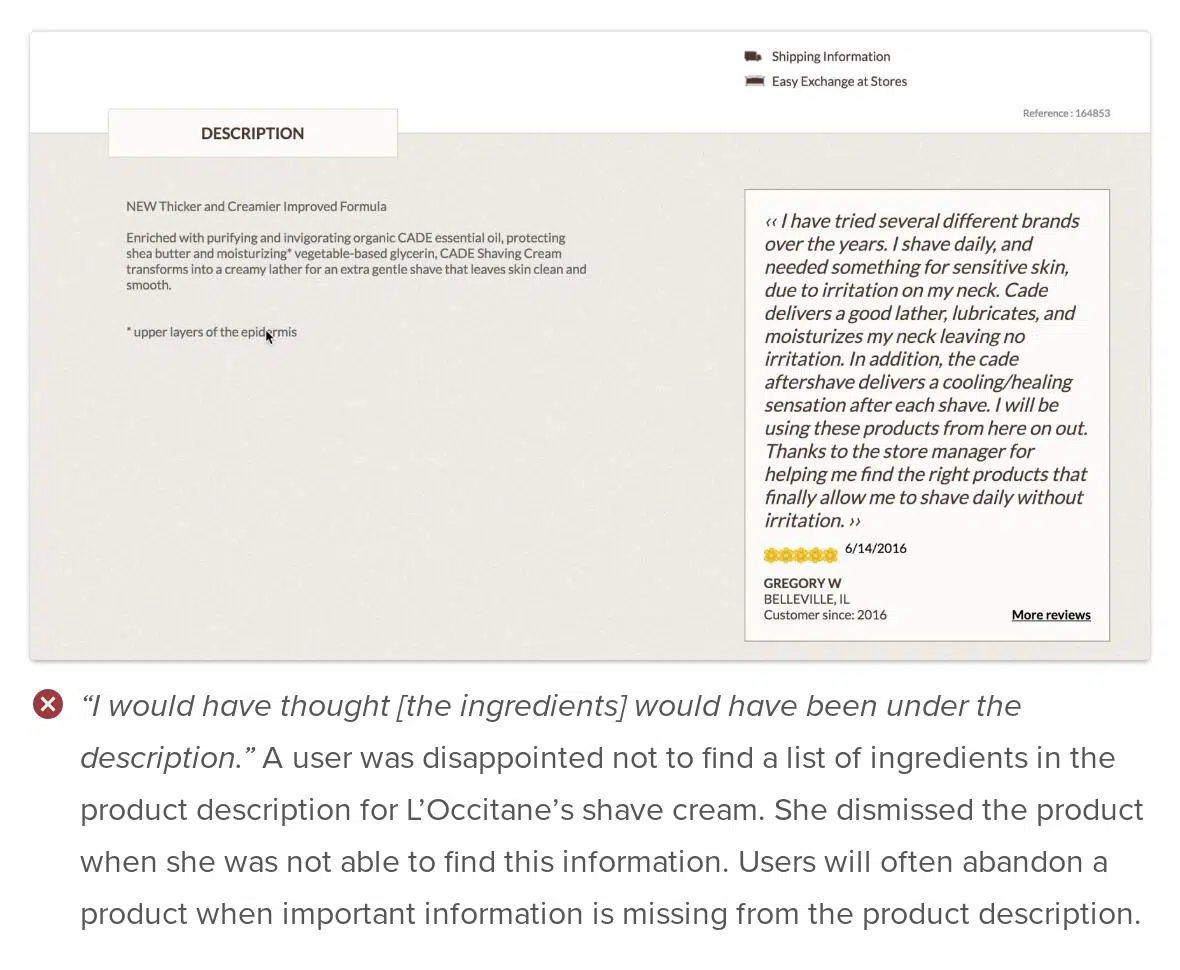 Shipping Information
Easy Exchange at Stores
Reference : 164853
DESCRIPTION
NEW Thicker and Creamier Improved Formula
Enriched with purifying and invigorating organic CADE essential oil, protecting
shea butter and moisturizing* vegetable-based glycerin, CADE Shaving Cream
transforms into a creamy lather for an extra gentle shave that leaves skin clean and
smooth.
* upper layers of the epidermis
‹‹ I have tried several different brands
over the years. I shave daily, and
needed something for sensitive skin,
due to irritation on my neck. Cade
delivers a good lather, lubricates, and
moisturizes my neck leaving no
irritation. In addition, the cade
aftershave delivers a cooling/healing
sensation after each shave. I will be
using these products from here on out.
Thanks to the store manager for
helping me find the right products that
finally allow me to shave daily without
irritation. ››
6/14/2016
GREGORY W
BELLEVILLE, IL
Customer since: 2016
More reviews
“I would have thought [the ingredients] would have been under the
description.” A user was disappointed not to find a list of ingredients in the
product description for L’Occitane’s shave cream. She dismissed the product
when she was not able to find this information. Users will often abandon a
product when important information is missing from the product description.